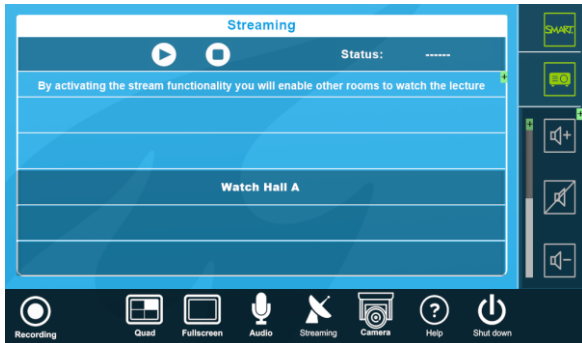 Streaming
SMART
Status: ------
By activating the stream functionality you will enable other rooms to watch the lecture
Watch Hall A
Recording
Quad
Fullscreen
Audio
Streaming
Camera
Help
Shut down